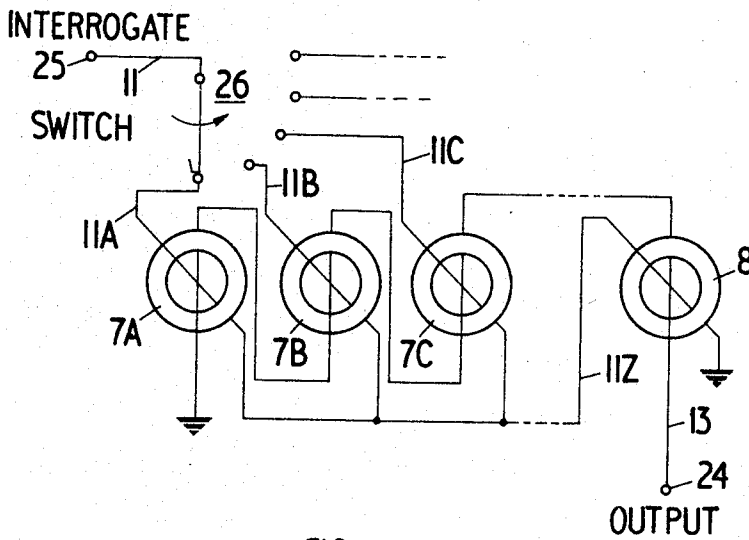 INTERROGATE
25
11
26
SWITCH
11C
11B
11A
8
7A
7B
7C
11Z
13
24
OUTPUT